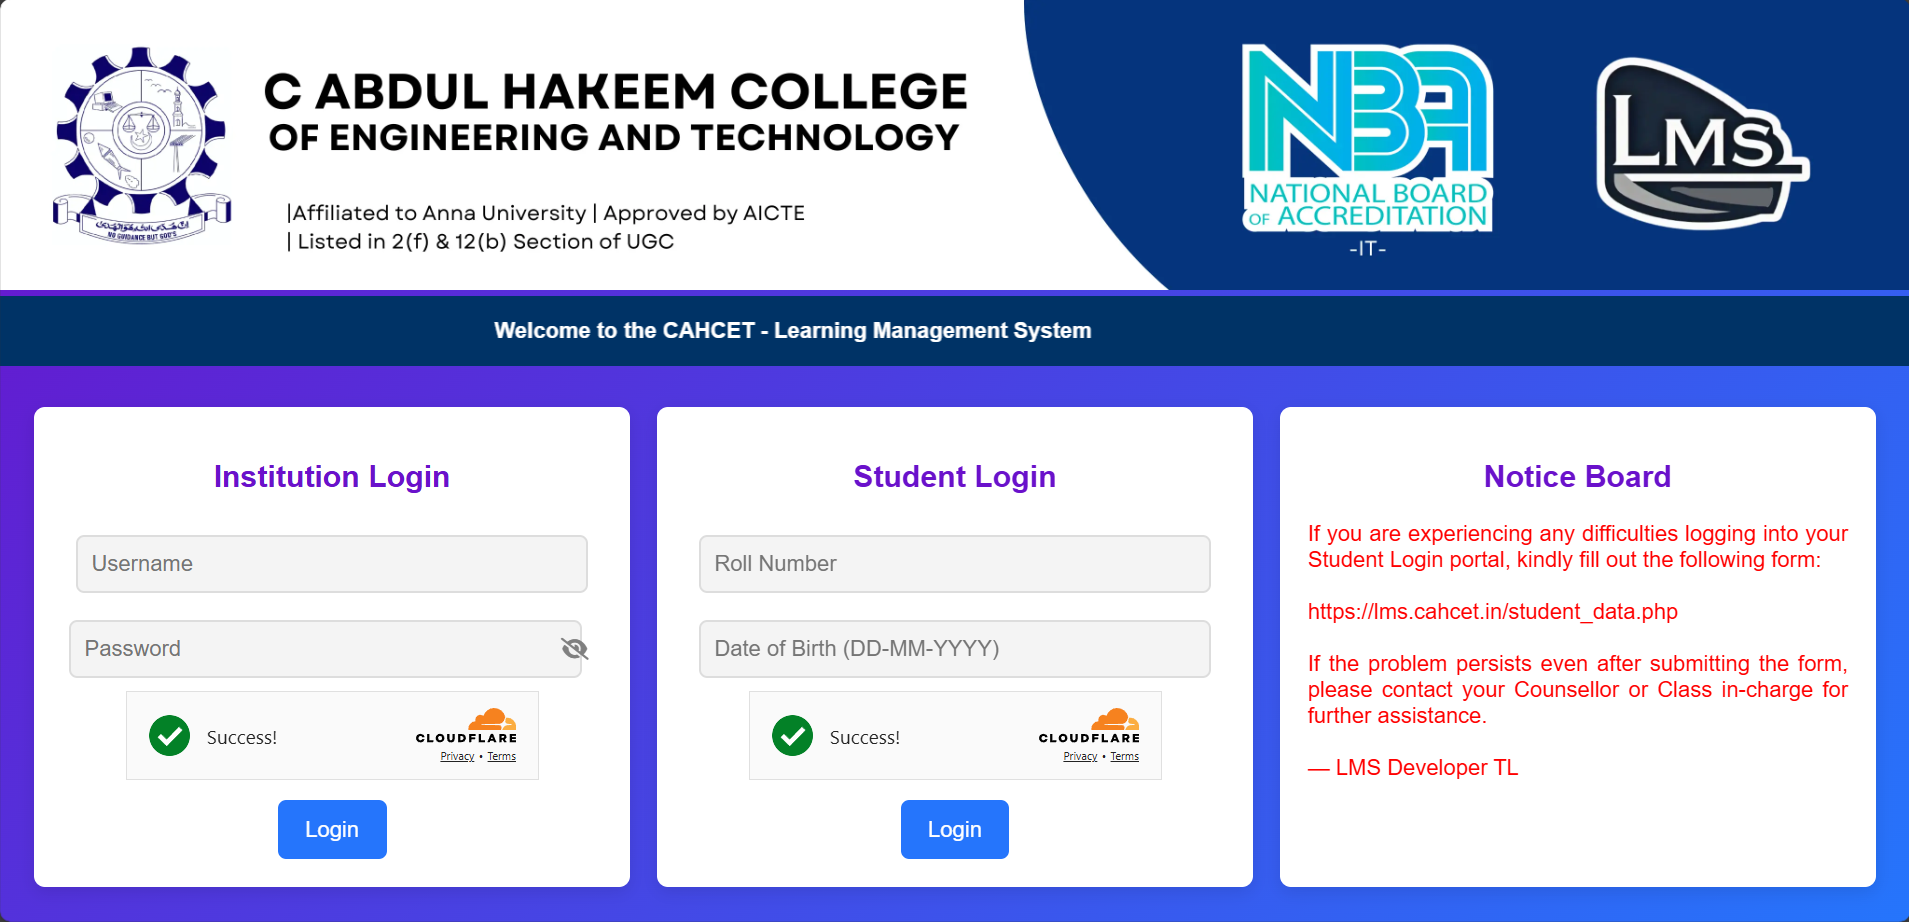 C ABDUL HAKEEM COLLEGE
OF ENGINEERING AND TECHNOLOGY
|Affiliated to Anna University | Approved by AICTE
| Listed in 2(f) & 12(b) Section of UGC
NO GUIDANCE BUT GOD'S
NBA
NATIONAL BOARD
OF ACCREDITATION
-IT-
LMS
Welcome to the CAHCET - Learning Management System
Institution Login
Username
Password
Success!
CLOUDFLARE
Privacy • Terms
Login
Student Login
Roll Number
Date of Birth (DD-MM-YYYY)
Success!
CLOUDFLARE
Privacy • Terms
Login
Notice Board
If you are experiencing any difficulties logging into your
Student Login portal, kindly fill out the following form:
https://lms.cahcet.in/student_data.php
If the problem persists even after submitting the form,
please contact your Counsellor or Class in-charge for
further assistance.
— LMS Developer TL